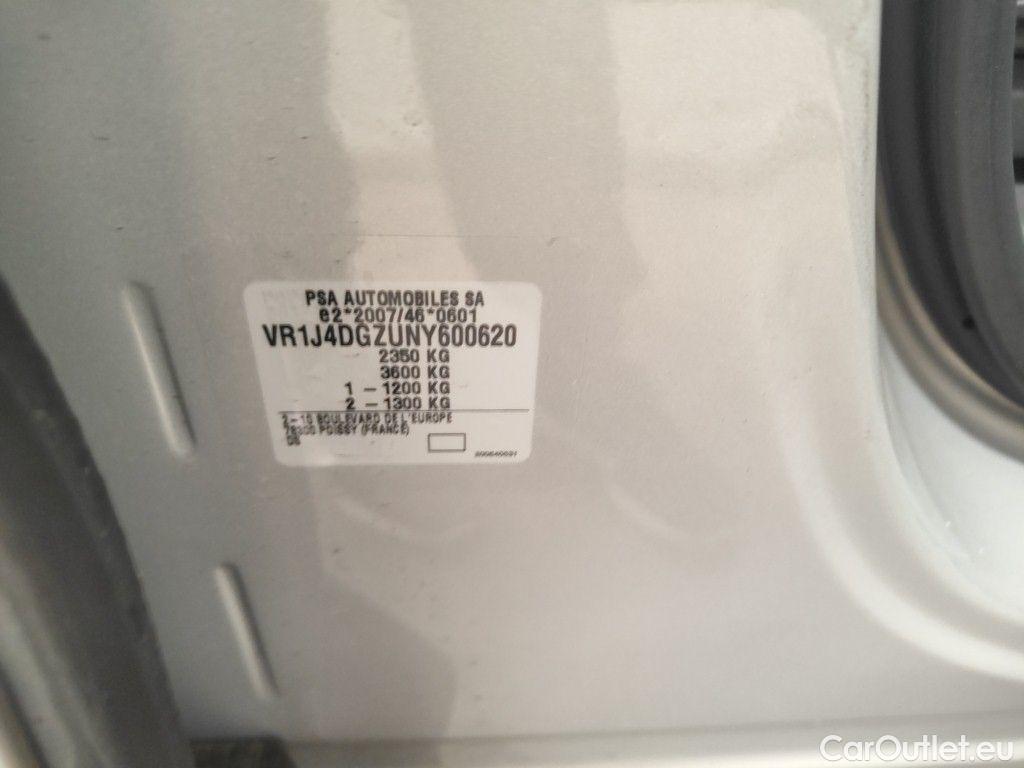 PSA AUTOMOBILES SA
e2*2007/46*0601
VR1J4DGZUNY600620
2350 KG
3600 KG
1 - 1200 KG
2 - 1300 KG
2-10 BOULEVARD DE L'EUROPE
78300 POISSY (FRANCE)
CarOutlet.eu